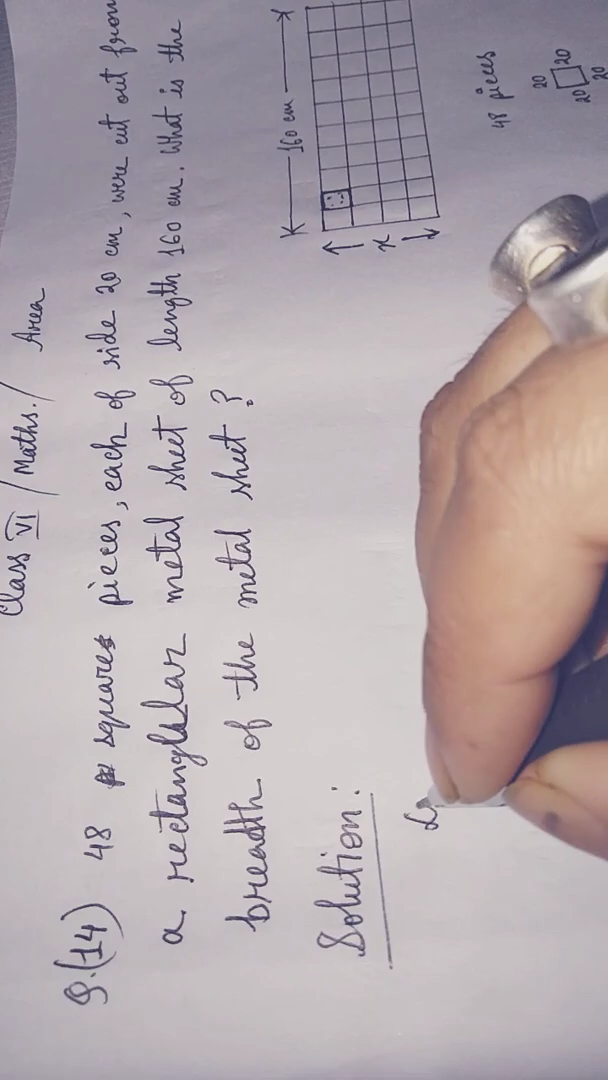 Class VI / Maths. / Area
Q.(14) 48 squares pieces, each of side 20 cm, were cut out from
a rectanglular metal sheet of length 160 cm. What is the
breadth of the metal sheet?
160 cm
x
48 pieces
20
20
20
20
Solution:
L